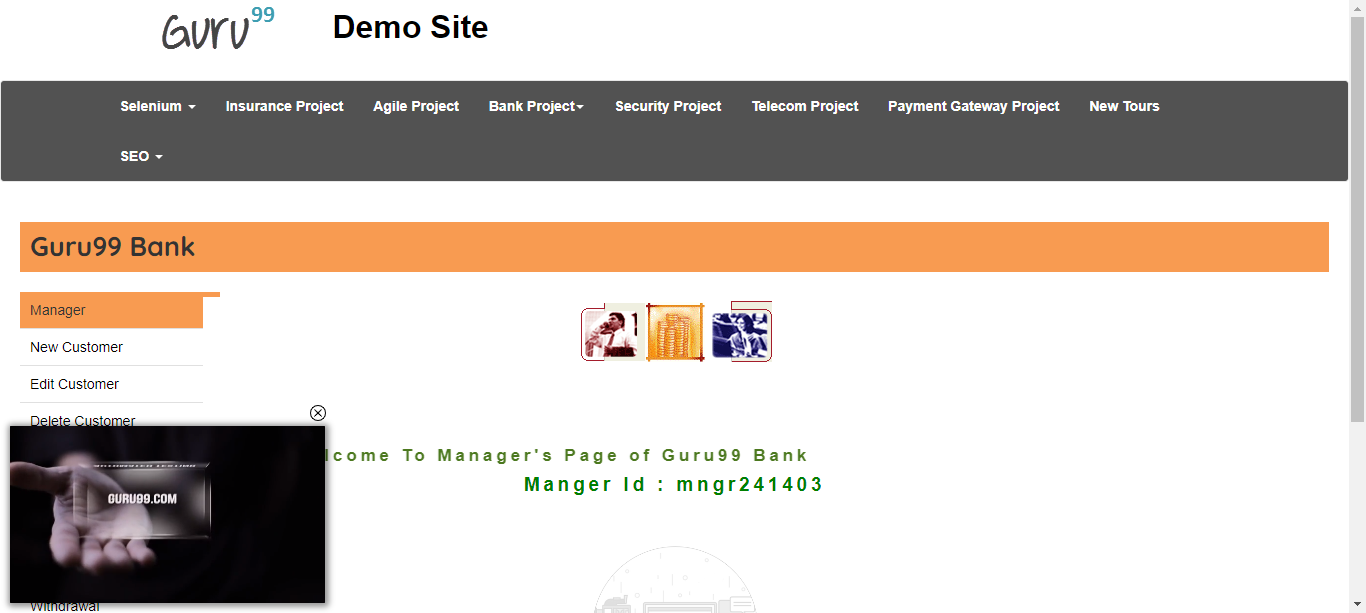 Guru99
Demo Site
Selenium
Insurance Project
Agile Project
Bank Project
Security Project
Telecom Project
Payment Gateway Project
New Tours
SEO
Guru99 Bank
Manager
New Customer
Edit Customer
Delete Customer
GURU99.COM
lcome To Manager's Page of Guru99 Bank
Manger Id : mngr241403
Withdrawal